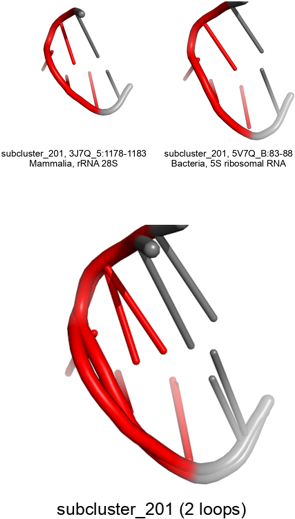 subcluster_201, 3J7Q_5:1178-1183
Mammalia, rRNA 28S
subcluster_201, 5V7Q_B:83-88
Bacteria, 5S ribosomal RNA
subcluster_201 (2 loops)